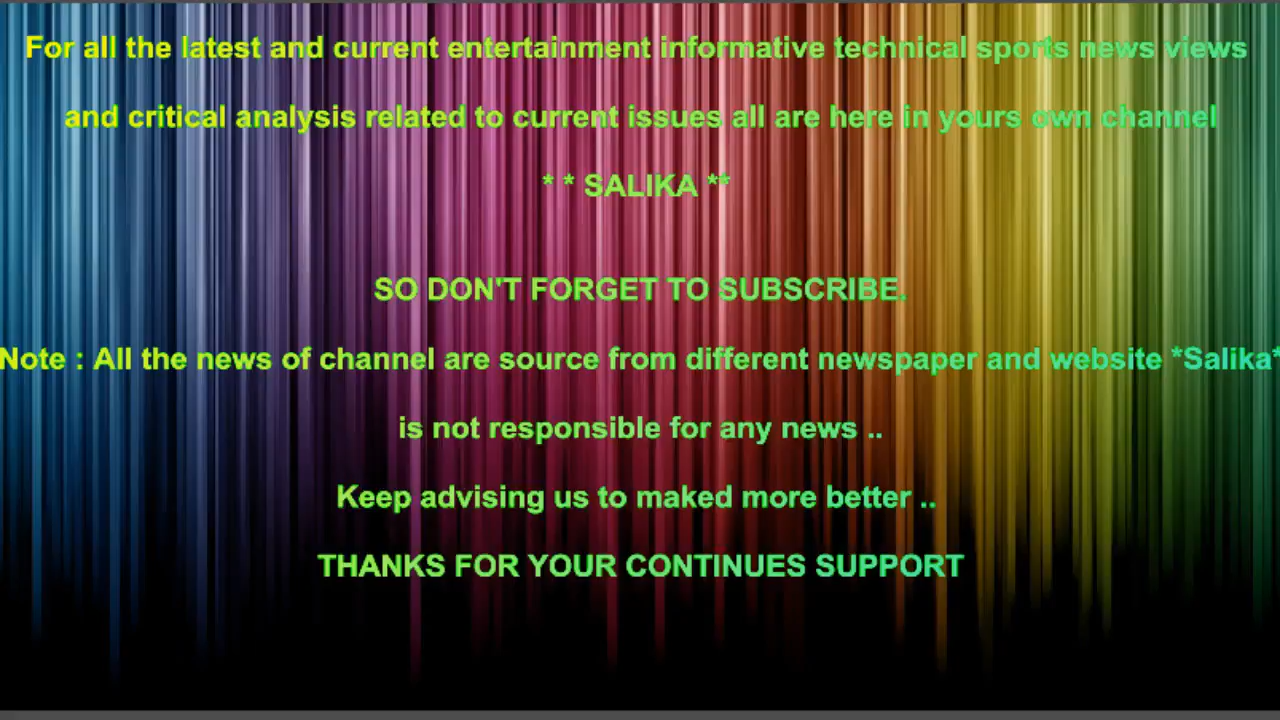 For all the latest and current entertainment informative technical sports news views
and critical analysis related to current issues all are here in yours own channel
* * SALIKA **
SO DON'T FORGET TO SUBSCRIBE.
Note : All the news of channel are source from different newspaper and website *Salika*
is not responsible for any news ..
Keep advising us to maked more better ..
THANKS FOR YOUR CONTINUES SUPPORT